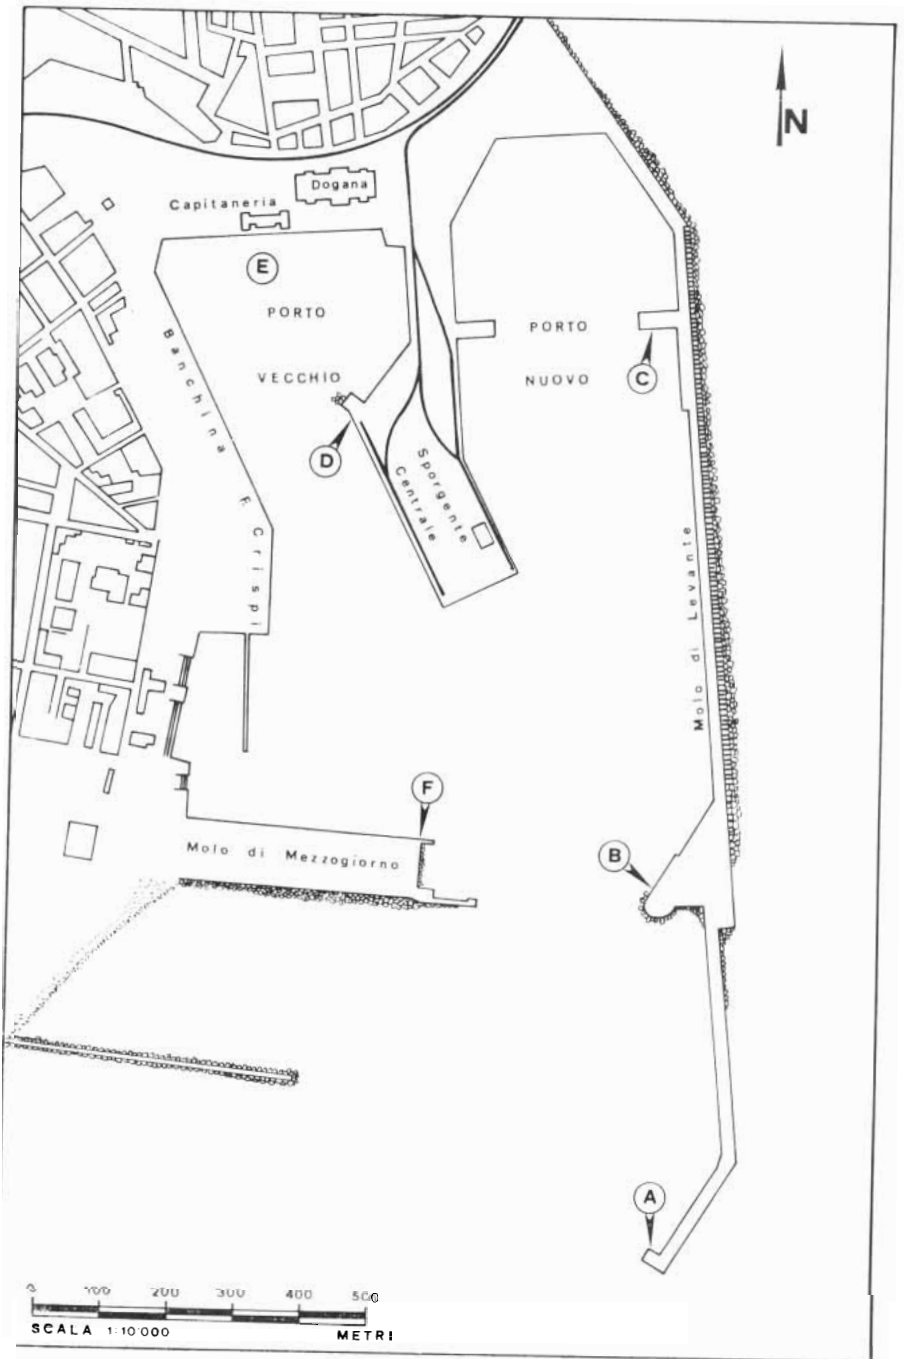 N
Dogana
Capitaneria
E
PORTO
VECCHIO
PORTO
NUOVO
C
Banchina F. Crispi
D
Sporgente
Centrale
Molo di Levante
F
Molo di Mezzogiorno
B
A
0 100 200 300 400 500
SCALA 1:10'000 METRI